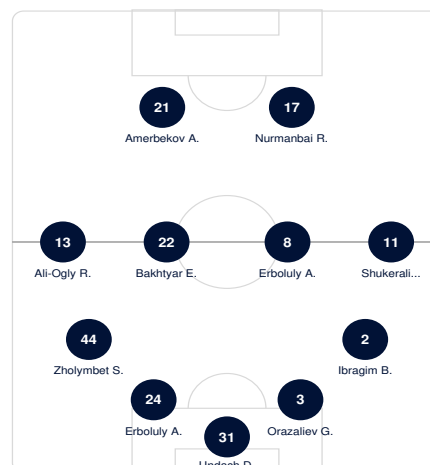 21 17
Amerbekov A. Nurmanbai R.
13 22 8 11
Ali-Ogly R. Bakhtyar E. Erboluly A. Shukerali...
44 2
Zholymbet S. Ibragim B.
24 3
Erboluly A. Orazaliev G.
31